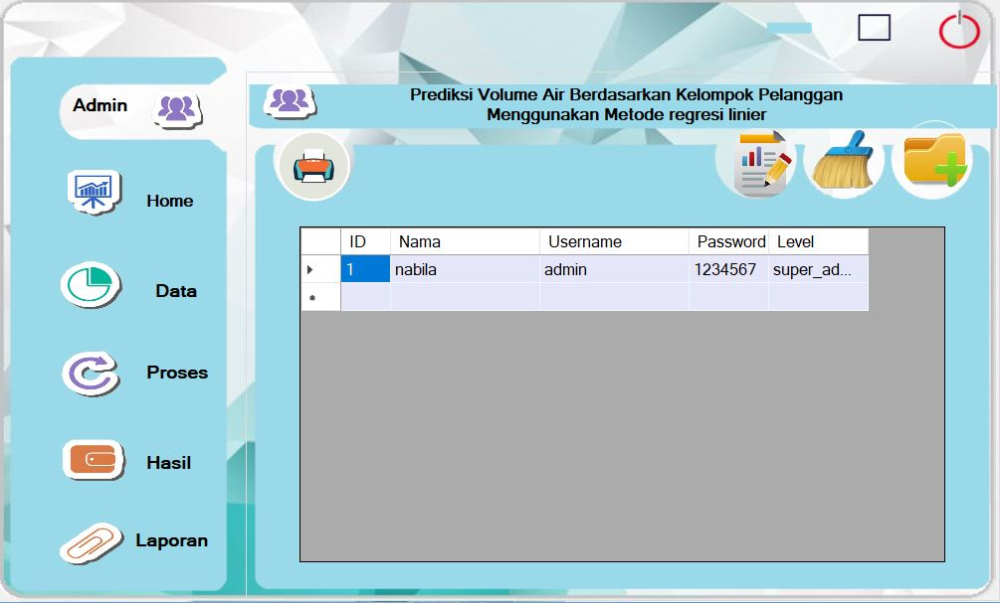 Admin
Home
Data
Proses
Hasil
Laporan
Prediksi Volume Air Berdasarkan Kelompok Pelanggan
Menggunakan Metode regresi linier
ID Nama Username Password Level
1 nabila admin 1234567 super_ad...